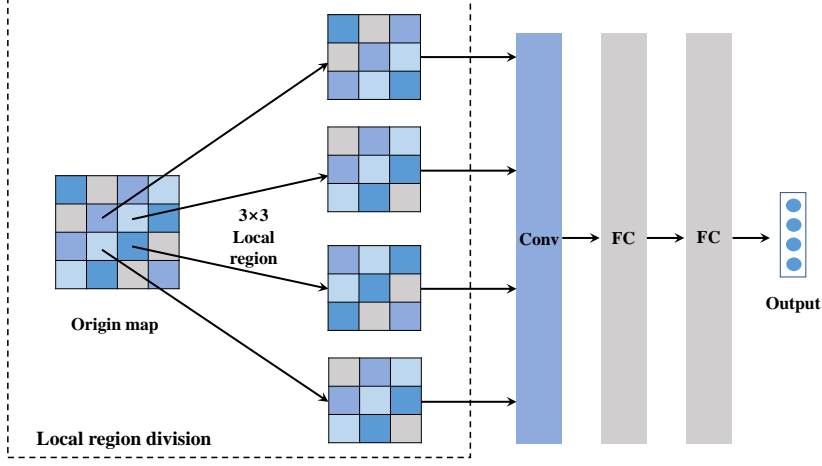 3×3
Local
region
Origin map
Local region division
Conv
FC
FC
Output